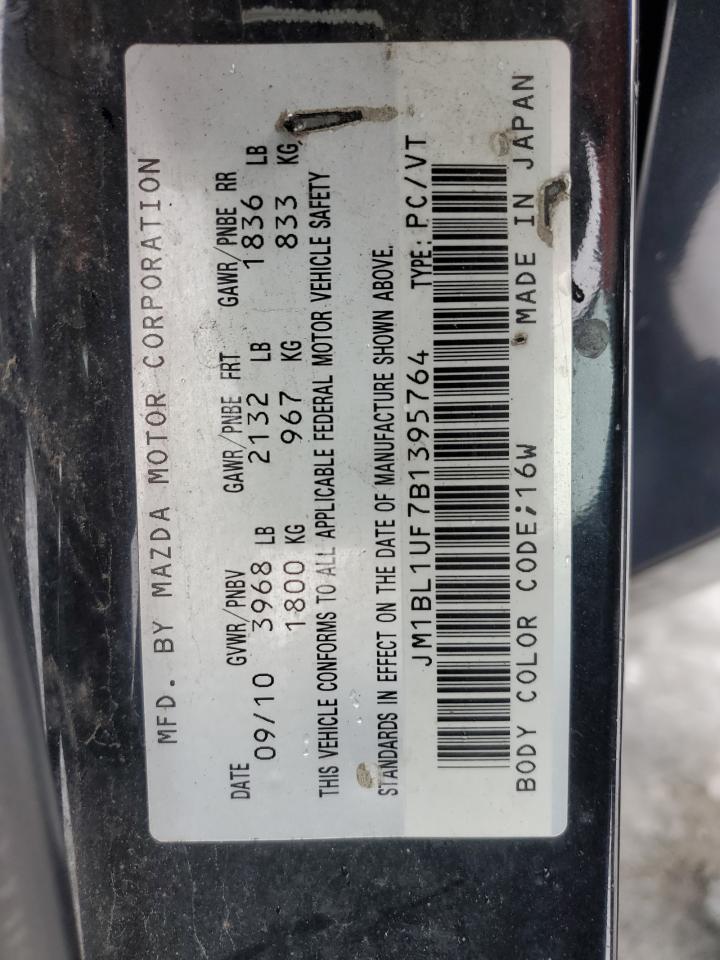 MFD. BY MAZDA MOTOR CORPORATION
DATE GVWR/PNBV GAWR/PNBE FRT GAWR/PNBE RR
09/10 3968 LB 2132 LB 1836 LB
1800 KG 967 KG 833 KG
THIS VEHICLE CONFORMS TO ALL APPLICABLE FEDERAL MOTOR VEHICLE SAFETY
STANDARDS IN EFFECT ON THE DATE OF MANUFACTURE SHOWN ABOVE.
JM1BL1UF7B1395764 TYPE: PC/VT
BODY COLOR CODE;16W MADE IN JAPAN